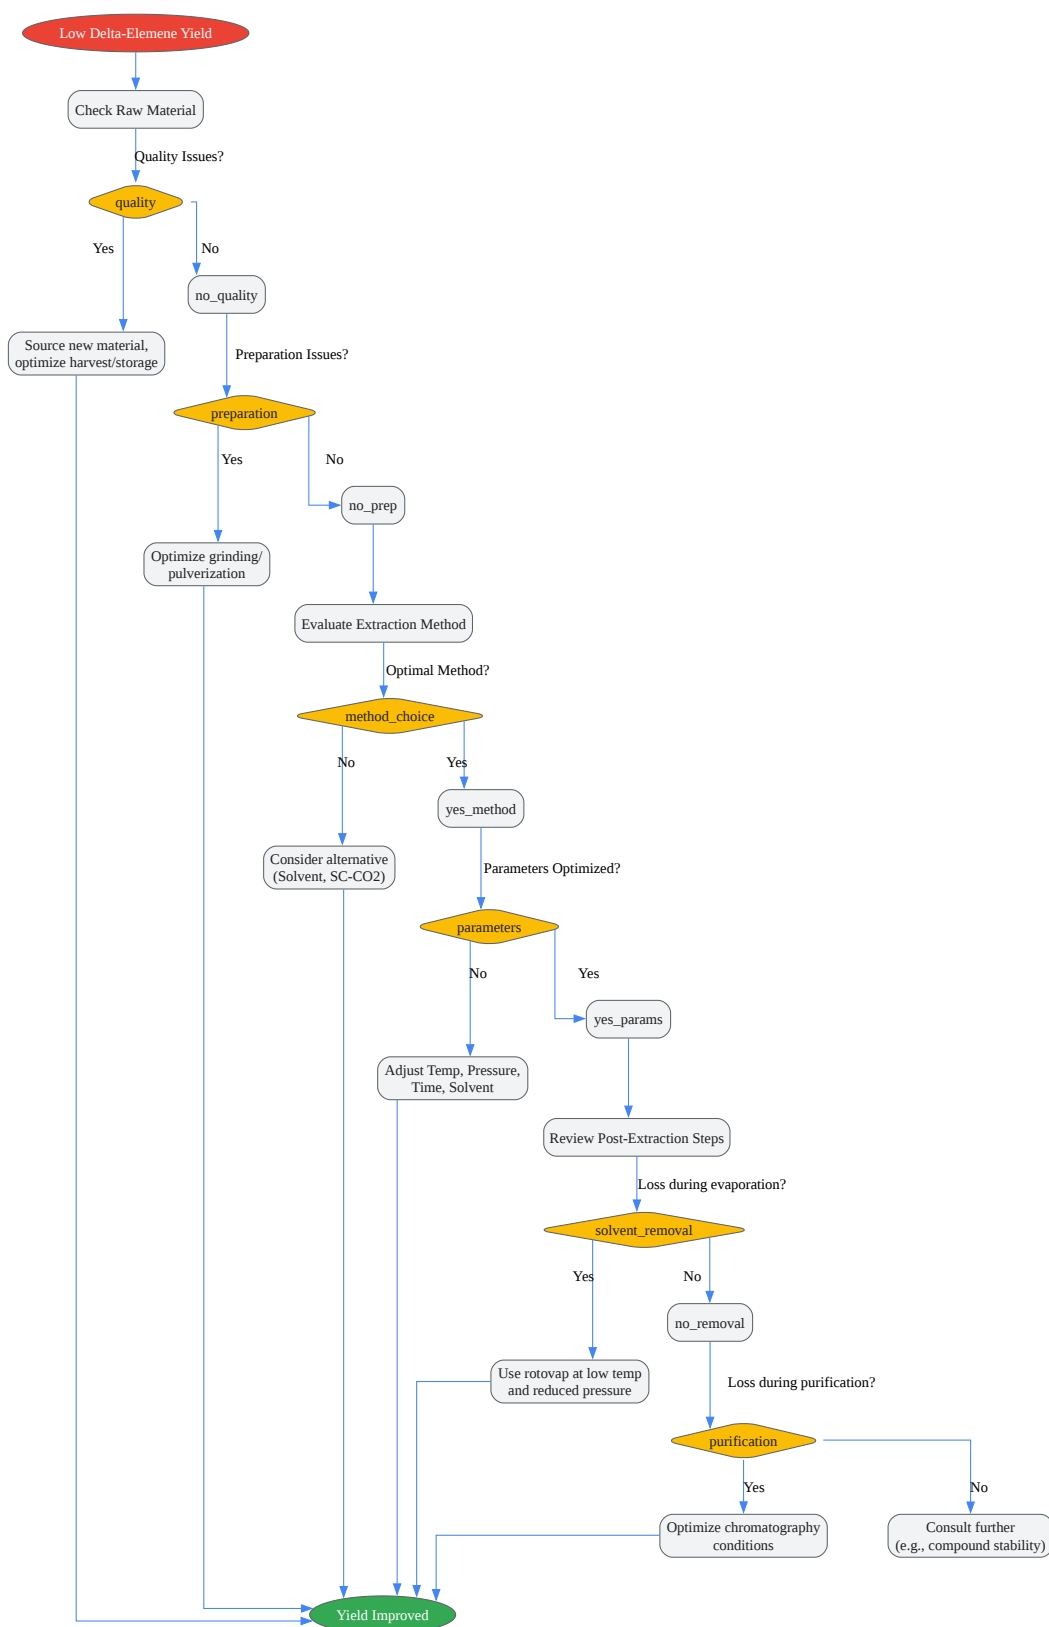 Low Delta-Elemene Yield
Check Raw Material
Quality Issues?
quality
Yes
No
no_quality
Source new material,
optimize harvest/storage
Preparation Issues?
preparation
Yes
No
no_prep
Optimize grinding/
pulverization
Evaluate Extraction Method
Optimal Method?
method_choice
No
Yes
yes_method
Consider alternative
(Solvent, SC-CO2)
Parameters Optimized?
parameters
No
Yes
yes_params
Adjust Temp, Pressure,
Time, Solvent
Review Post-Extraction Steps
Loss during evaporation?
solvent_removal
Yes
No
no_removal
Use rotovap at low temp
and reduced pressure
Loss during purification?
purification
Yes
No
Optimize chromatography
conditions
Consult further
(e.g., compound stability)
Yield Improved